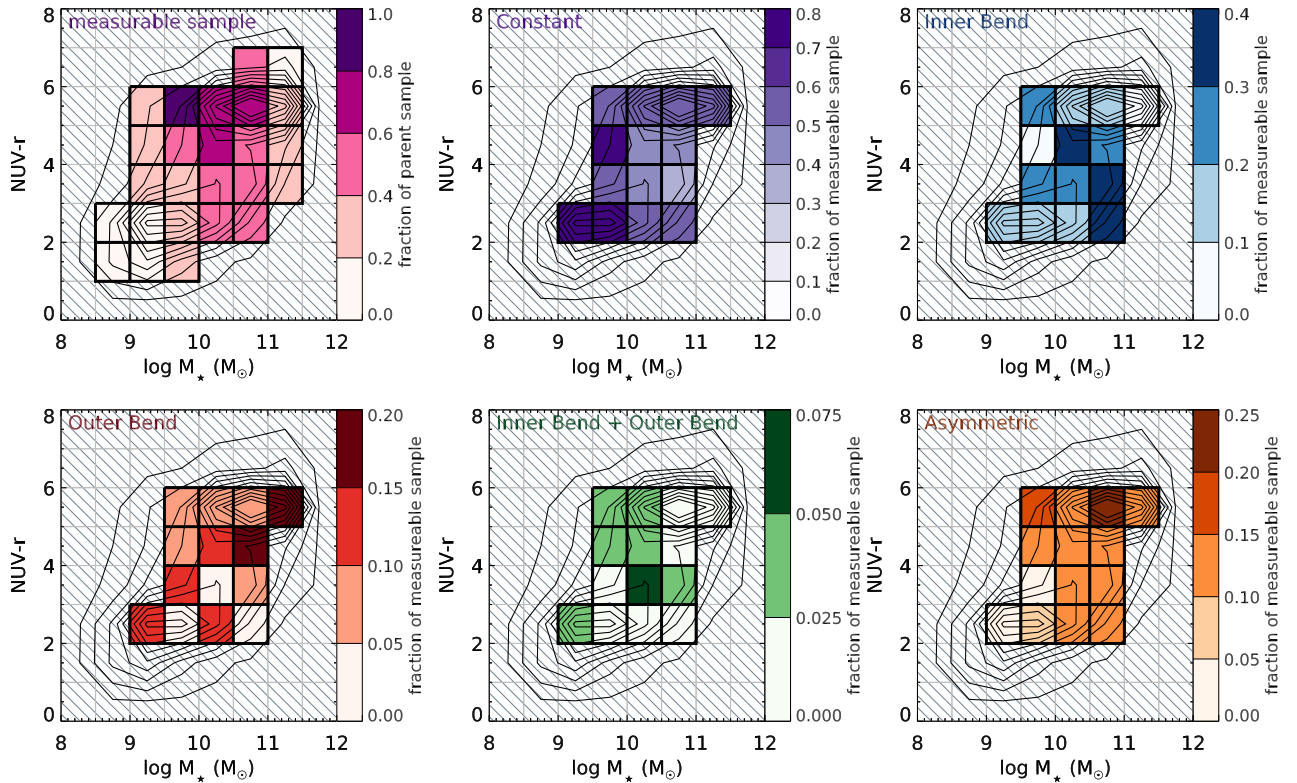 measurable sample
NUV-r
8
6
4
2
0
8 9 10 11 12
log M⋆ (M⊙)
1.0
0.8
0.6
0.4
0.2
0.0
fraction of parent sample
Constant
NUV-r
8
6
4
2
0
8 9 10 11 12
log M⋆ (M⊙)
0.8
0.7
0.6
0.5
0.4
0.3
0.2
0.1
0.0
fraction of measureable sample
Inner Bend
NUV-r
8
6
4
2
0
8 9 10 11 12
log M⋆ (M⊙)
0.4
0.3
0.2
0.1
0.0
fraction of measureable sample
Outer Bend
NUV-r
8
6
4
2
0
8 9 10 11 12
log M⋆ (M⊙)
0.20
0.15
0.10
0.05
0.00
fraction of measureable sample
Inner Bend + Outer Bend
NUV-r
8
6
4
2
0
8 9 10 11 12
log M⋆ (M⊙)
0.075
0.050
0.025
0.000
fraction of measureable sample
Asymmetric
NUV-r
8
6
4
2
0
8 9 10 11 12
log M⋆ (M⊙)
0.25
0.20
0.15
0.10
0.05
0.00
fraction of measureable sample